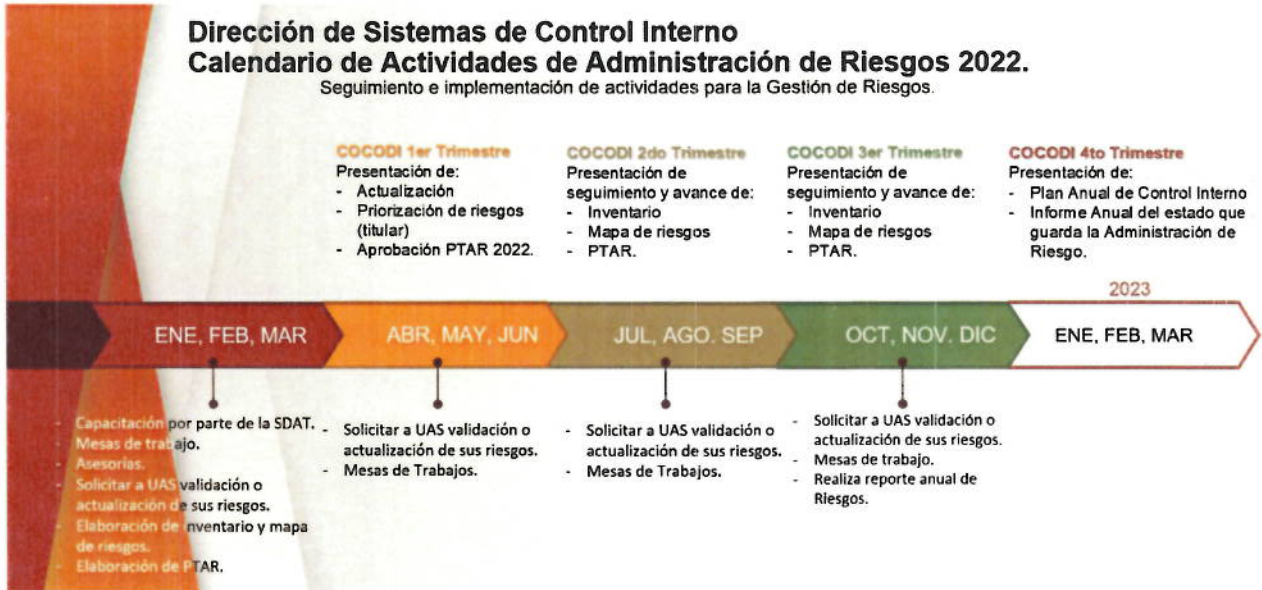 Dirección de Sistemas de Control Interno
Calendario de Actividades de Administración de Riesgos 2022.
Seguimiento e implementación de actividades para la Gestión de Riesgos.
COCODI 1er Trimestre
Presentación de:
- Actualización
- Priorización de riesgos
(titular)
- Aprobación PTAR 2022.
COCODI 2do Trimestre
Presentación de
seguimiento y avance de:
- Inventario
- Mapa de riesgos
- PTAR.
COCODI 3er Trimestre
Presentación de
seguimiento y avance de:
- Inventario
- Mapa de riesgos
- PTAR.
COCODI 4to Trimestre
Presentación de:
- Plan Anual de Control Interno
- Informe Anual del estado que
guarda la Administración de
Riesgo.
2023
ENE, FEB, MAR
ABR, MAY, JUN
JUL, AGO. SEP
OCT, NOV. DIC
ENE, FEB, MAR
- Capacitación por parte de la SDAT.
- Mesas de trabajo.
- Asesorías.
- Solicitar a UAS validación o
actualización de sus riesgos.
- Elaboración de inventario y mapa
de riesgos.
- Elaboración de PTAR.
- Solicitar a UAS validación o
actualización de sus riesgos.
- Mesas de Trabajos.
- Solicitar a UAS validación o
actualización de sus riesgos.
- Mesas de Trabajos.
- Solicitar a UAS validación o
actualización de sus riesgos.
- Mesas de trabajo.
- Realiza reporte anual de
Riesgos.